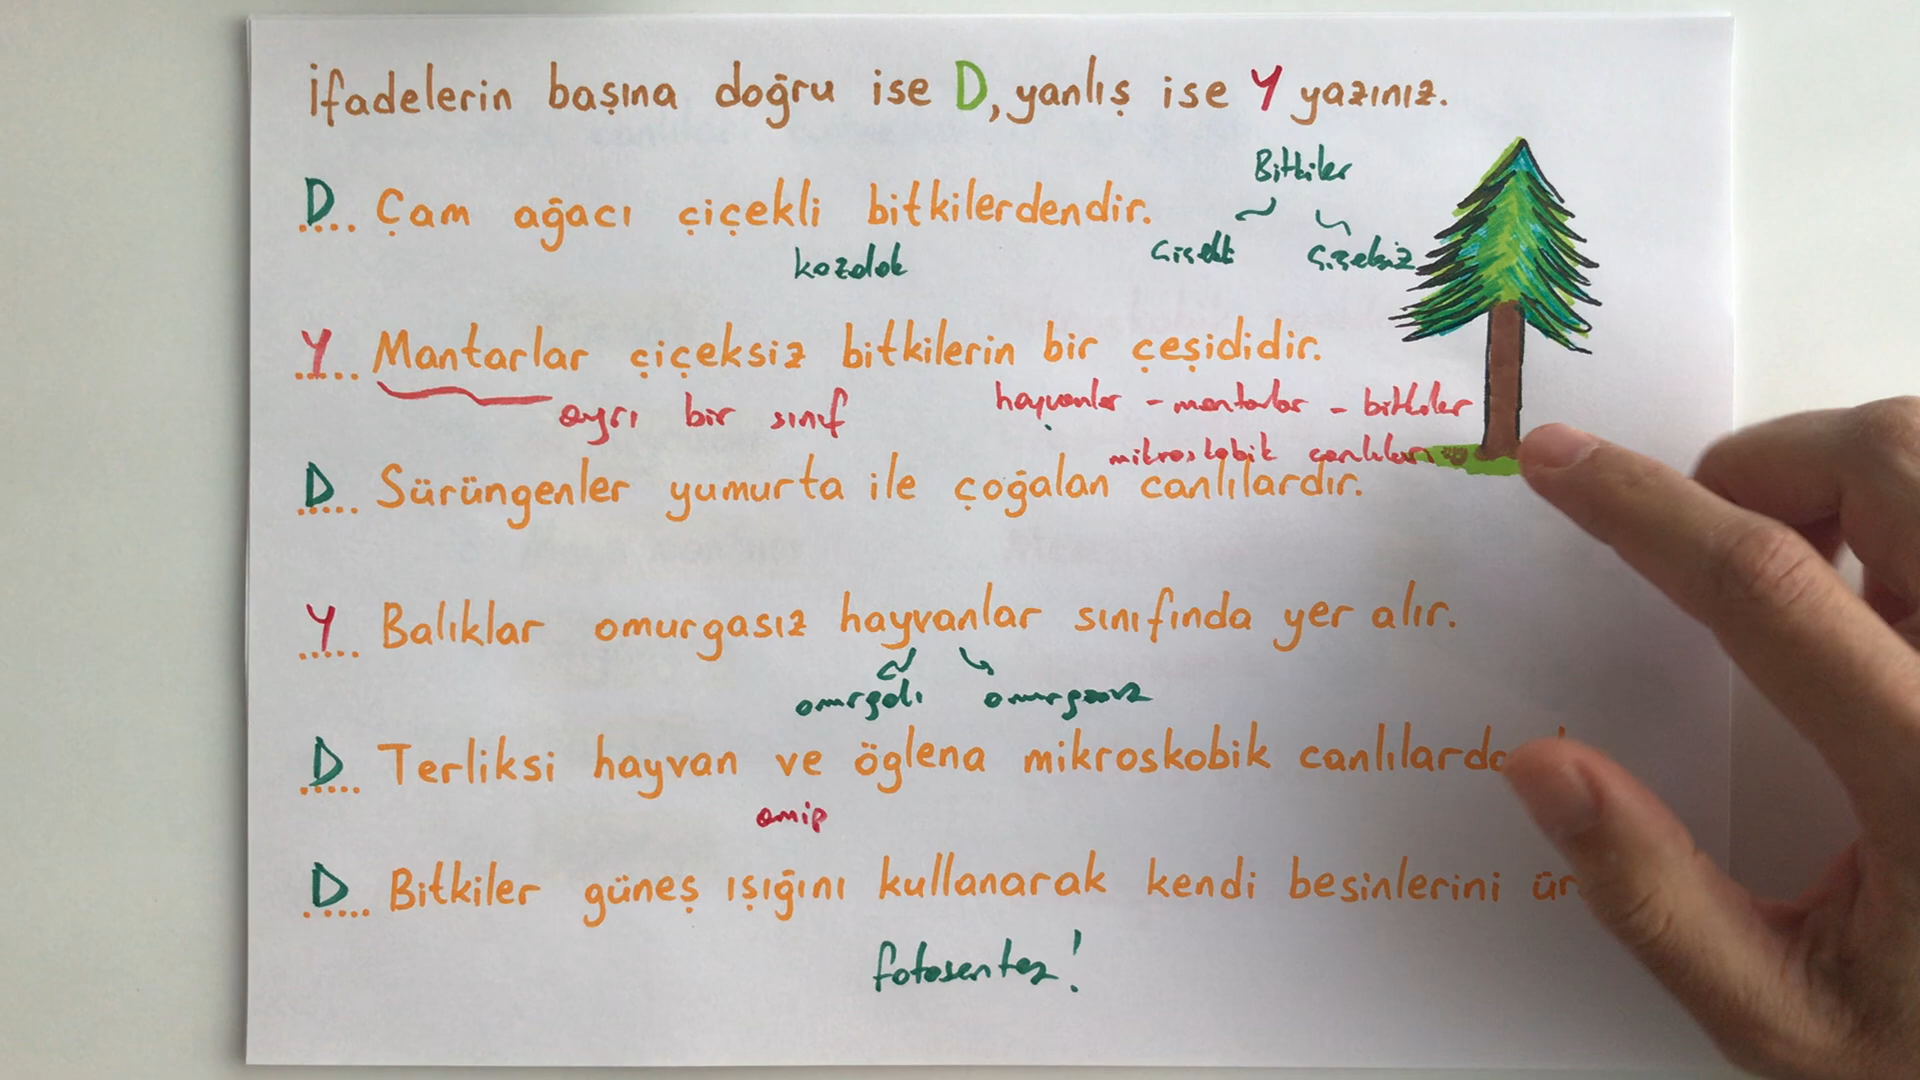 İfadelerin başına doğru ise D, yanlış ise Y yazınız.
Bitkiler
D Çam ağacı çiçekli bitkilerdendir.
kozalak Çiçekli Çiçeksiz
Y Mantarlar çiçeksiz bitkilerin bir çeşididir.
ayrı bir sınıf hayvanlar - mantarlar - bitkiler
mikroskobik canlılar
D Sürüngenler yumurta ile çoğalan canlılardır.
Y Balıklar omurgasız hayvanlar sınıfında yer alır.
omurgalı omurgasız
D Terliksi hayvan ve öglena mikroskobik
amip
D Bitkiler güneş ışığını kullanarak kendi besinlerini
fotosentez!